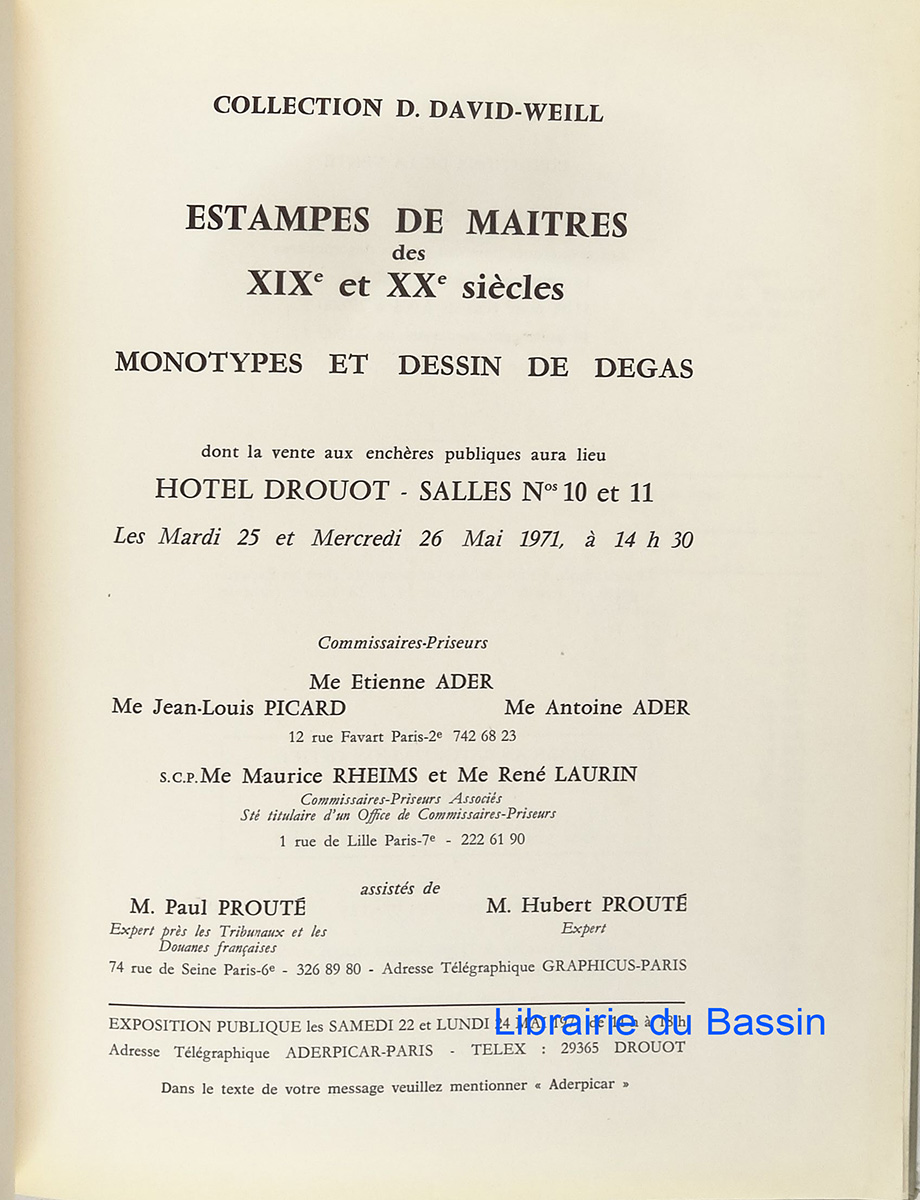 COLLECTION D. DAVID-WEILL
ESTAMPES DE MAITRES
des
XIXe et XXe siècles
MONOTYPES ET DESSIN DE DEGAS
dont la vente aux enchères publiques aura lieu
HOTEL DROUOT - SALLES Nos 10 et 11
Les Mardi 25 et Mercredi 26 Mai 1971, à 14 h 30
Commissaires-Priseurs
Me Etienne ADER
Me Jean-Louis PICARD Me Antoine ADER
12 rue Favart Paris-2e 742 68 23
S.C.P. Me Maurice RHEIMS et Me René LAURIN
Commissaires-Priseurs Associés
Sté titulaire d'un Office de Commissaires-Priseurs
1 rue de Lille Paris-7e - 222 61 90
assistés de
M. Paul PROUTÉ M. Hubert PROUTÉ
Expert près les Tribunaux et les Expert
Douanes françaises
74 rue de Seine Paris-6e - 326 89 80 - Adresse Télégraphique GRAPHICUS-PARIS
EXPOSITION PUBLIQUE les SAMEDI 22 et LUNDI 24 MAI
Librairie du Bassin
Adresse Télégraphique ADERPICAR-PARIS - TELEX : 29365 DROUOT
Dans le texte de votre message veuillez mentionner « Aderpicar »